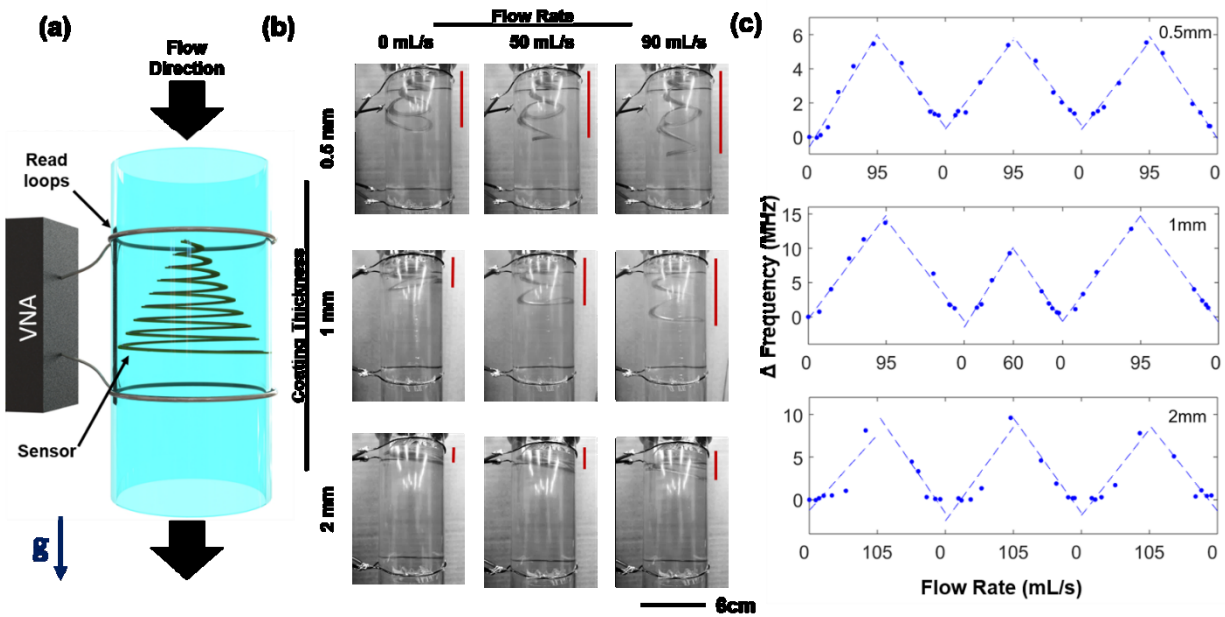 (a)
Flow
Direction
Read
loops
VNA
Sensor
g
(b)
Flow Rate
0 mL/s 50 mL/s 90 mL/s
Coating Thickness
0.5 mm
1 mm
2 mm
6cm
(c)
Δ Frequency (MHz)
0.5mm
6
4
2
0
0 95 0 95 0 95 0
1mm
15
10
5
0
0 95 0 60 0 95 0
2mm
10
5
0
0 105 0 105 0 105 0
Flow Rate (mL/s)